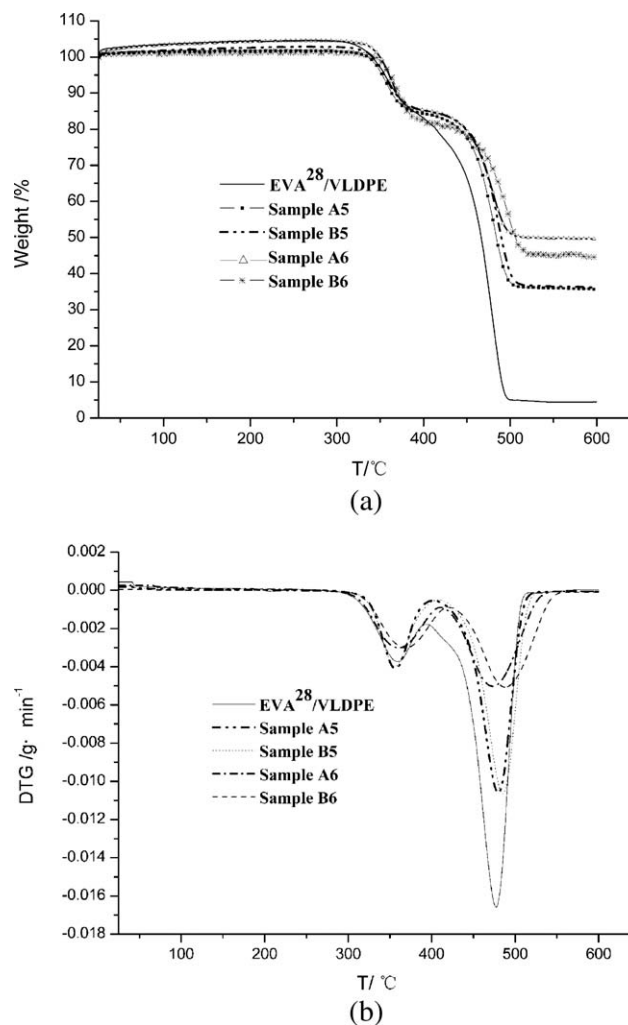 110
100
90
80
70
60
50
40
30
20
10
0
Weight /%
EVA²⁸/VLDPE
Sample A5
Sample B5
Sample A6
Sample B6
100 200 300 400 500 600
T/℃
(a)
0.002
0.000
-0.002
-0.004
-0.006
-0.008
-0.010
-0.012
-0.014
-0.016
-0.018
DTG /g· min⁻¹
EVA²⁸/VLDPE
Sample A5
Sample B5
Sample A6
Sample B6
100 200 300 400 500 600
T/ ℃
(b)